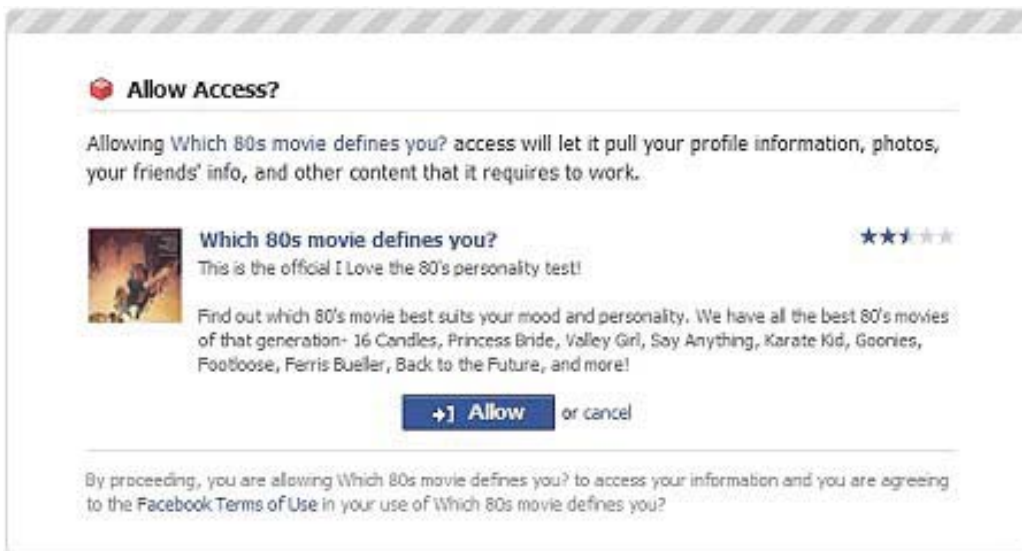 Allow Access?
Allowing Which 80s movie defines you? access will let it pull your profile information, photos,
your friends' info, and other content that it requires to work.
Which 80s movie defines you?
This is the official I Love the 80's personality test!
Find out which 80's movie best suits your mood and personality. We have all the best 80's movies
of that generation- 16 Candles, Princess Bride, Valley Girl, Say Anything, Karate Kid, Goonies,
Footloose, Ferris Bueller, Back to the Future, and more!
Allow or cancel
By proceeding, you are allowing Which 80s movie defines you? to access your information and you are agreeing
to the Facebook Terms of Use in your use of Which 80s movie defines you?